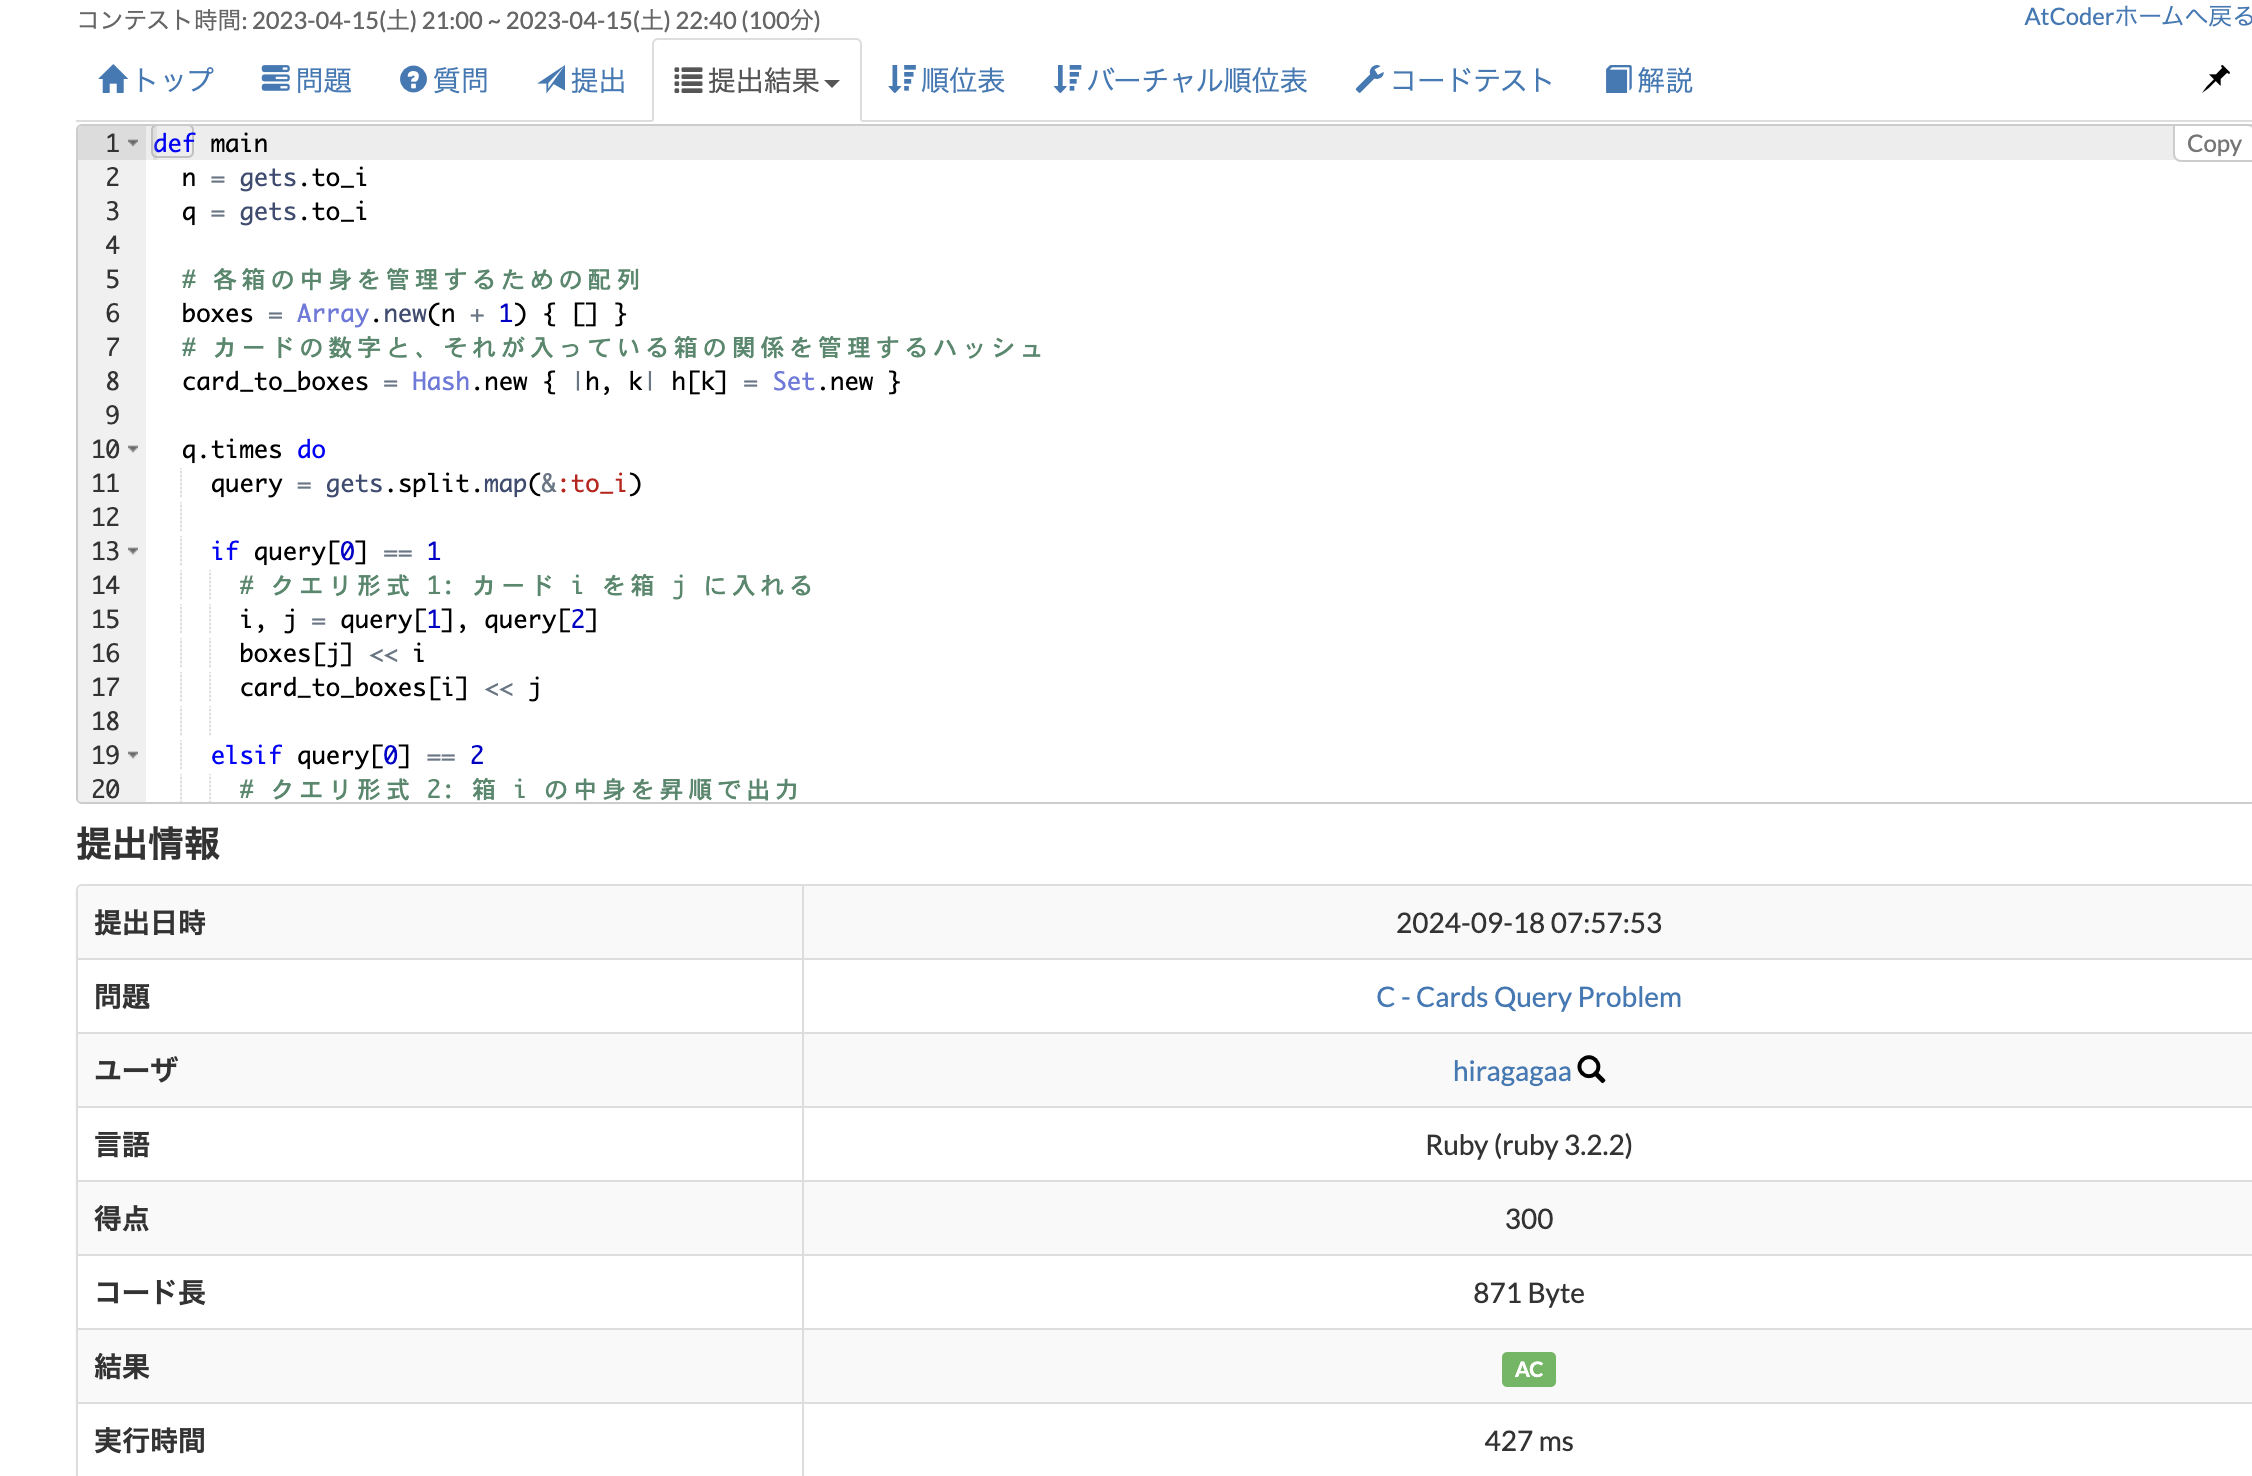 コンテスト時間: 2023-04-15(土) 21:00 ~ 2023-04-15(土) 22:40 (100分)
AtCoderホームへ戻る
トップ 問題 質問 提出 提出結果 順位表 バーチャル順位表 コードテスト 解説
Copy
1 def main
2   n = gets.to_i
3   q = gets.to_i
4
5   # 各箱の中身を管理するための配列
6   boxes = Array.new(n + 1) { [] }
7   # カードの数字と、それが入っている箱の関係を管理するハッシュ
8   card_to_boxes = Hash.new { |h, k| h[k] = Set.new }
9
10   q.times do
11     query = gets.split.map(&:to_i)
12
13     if query[0] == 1
14       # クエリ形式 1: カード i を箱 j に入れる
15       i, j = query[1], query[2]
16       boxes[j] << i
17       card_to_boxes[i] << j
18
19     elsif query[0] == 2
20       # クエリ形式 2: 箱 i の中身を昇順で出力
提出情報
提出日時 2024-09-18 07:57:53
問題 C - Cards Query Problem
ユーザ hiragagaa
言語 Ruby (ruby 3.2.2)
得点 300
コード長 871 Byte
結果 AC
実行時間 427 ms